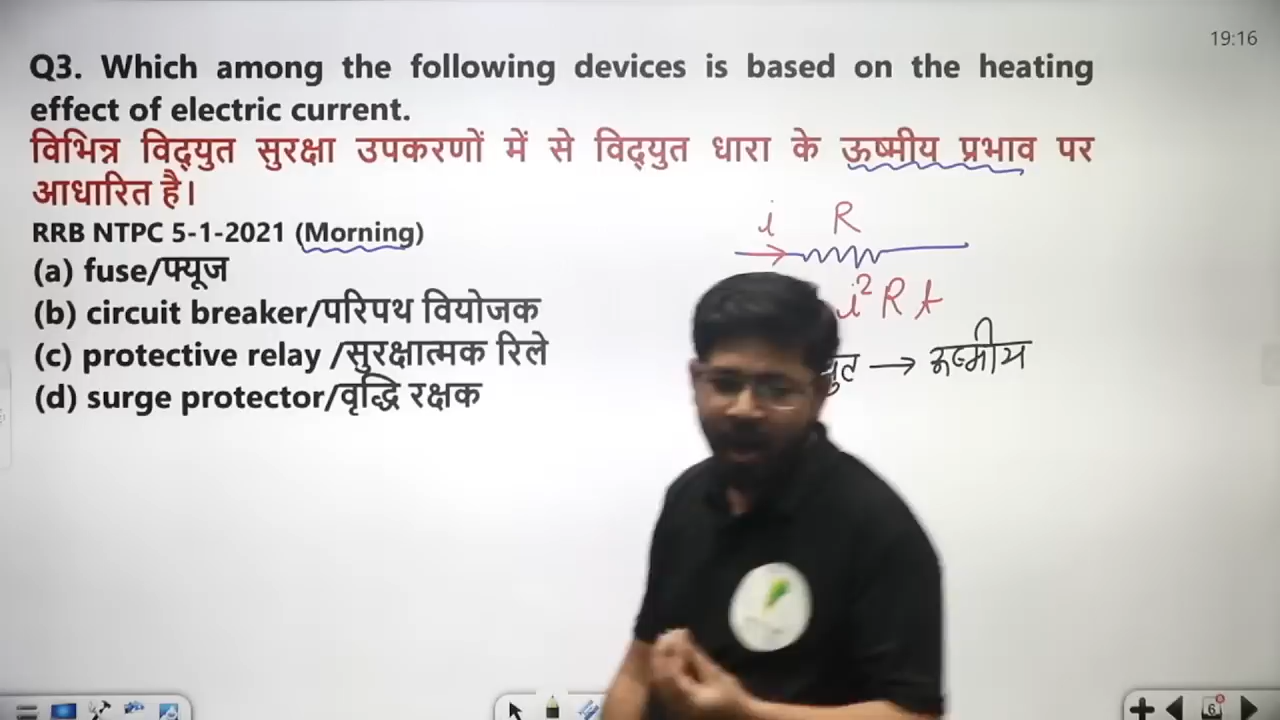 19:16
Q3. Which among the following devices is based on the heating
effect of electric current.
विभिन्न विद्युत सुरक्षा उपकरणों में से विद्युत धारा के ऊष्मीय प्रभाव पर
आधारित है।
RRB NTPC 5-1-2021 (Morning)
(a) fuse/फ्यूज
(b) circuit breaker/परिपथ वियोजक
(c) protective relay /सुरक्षात्मक रिले
(d) surge protector/वृद्धि रक्षक
i R
i² R t
→ ऊष्मीय
6